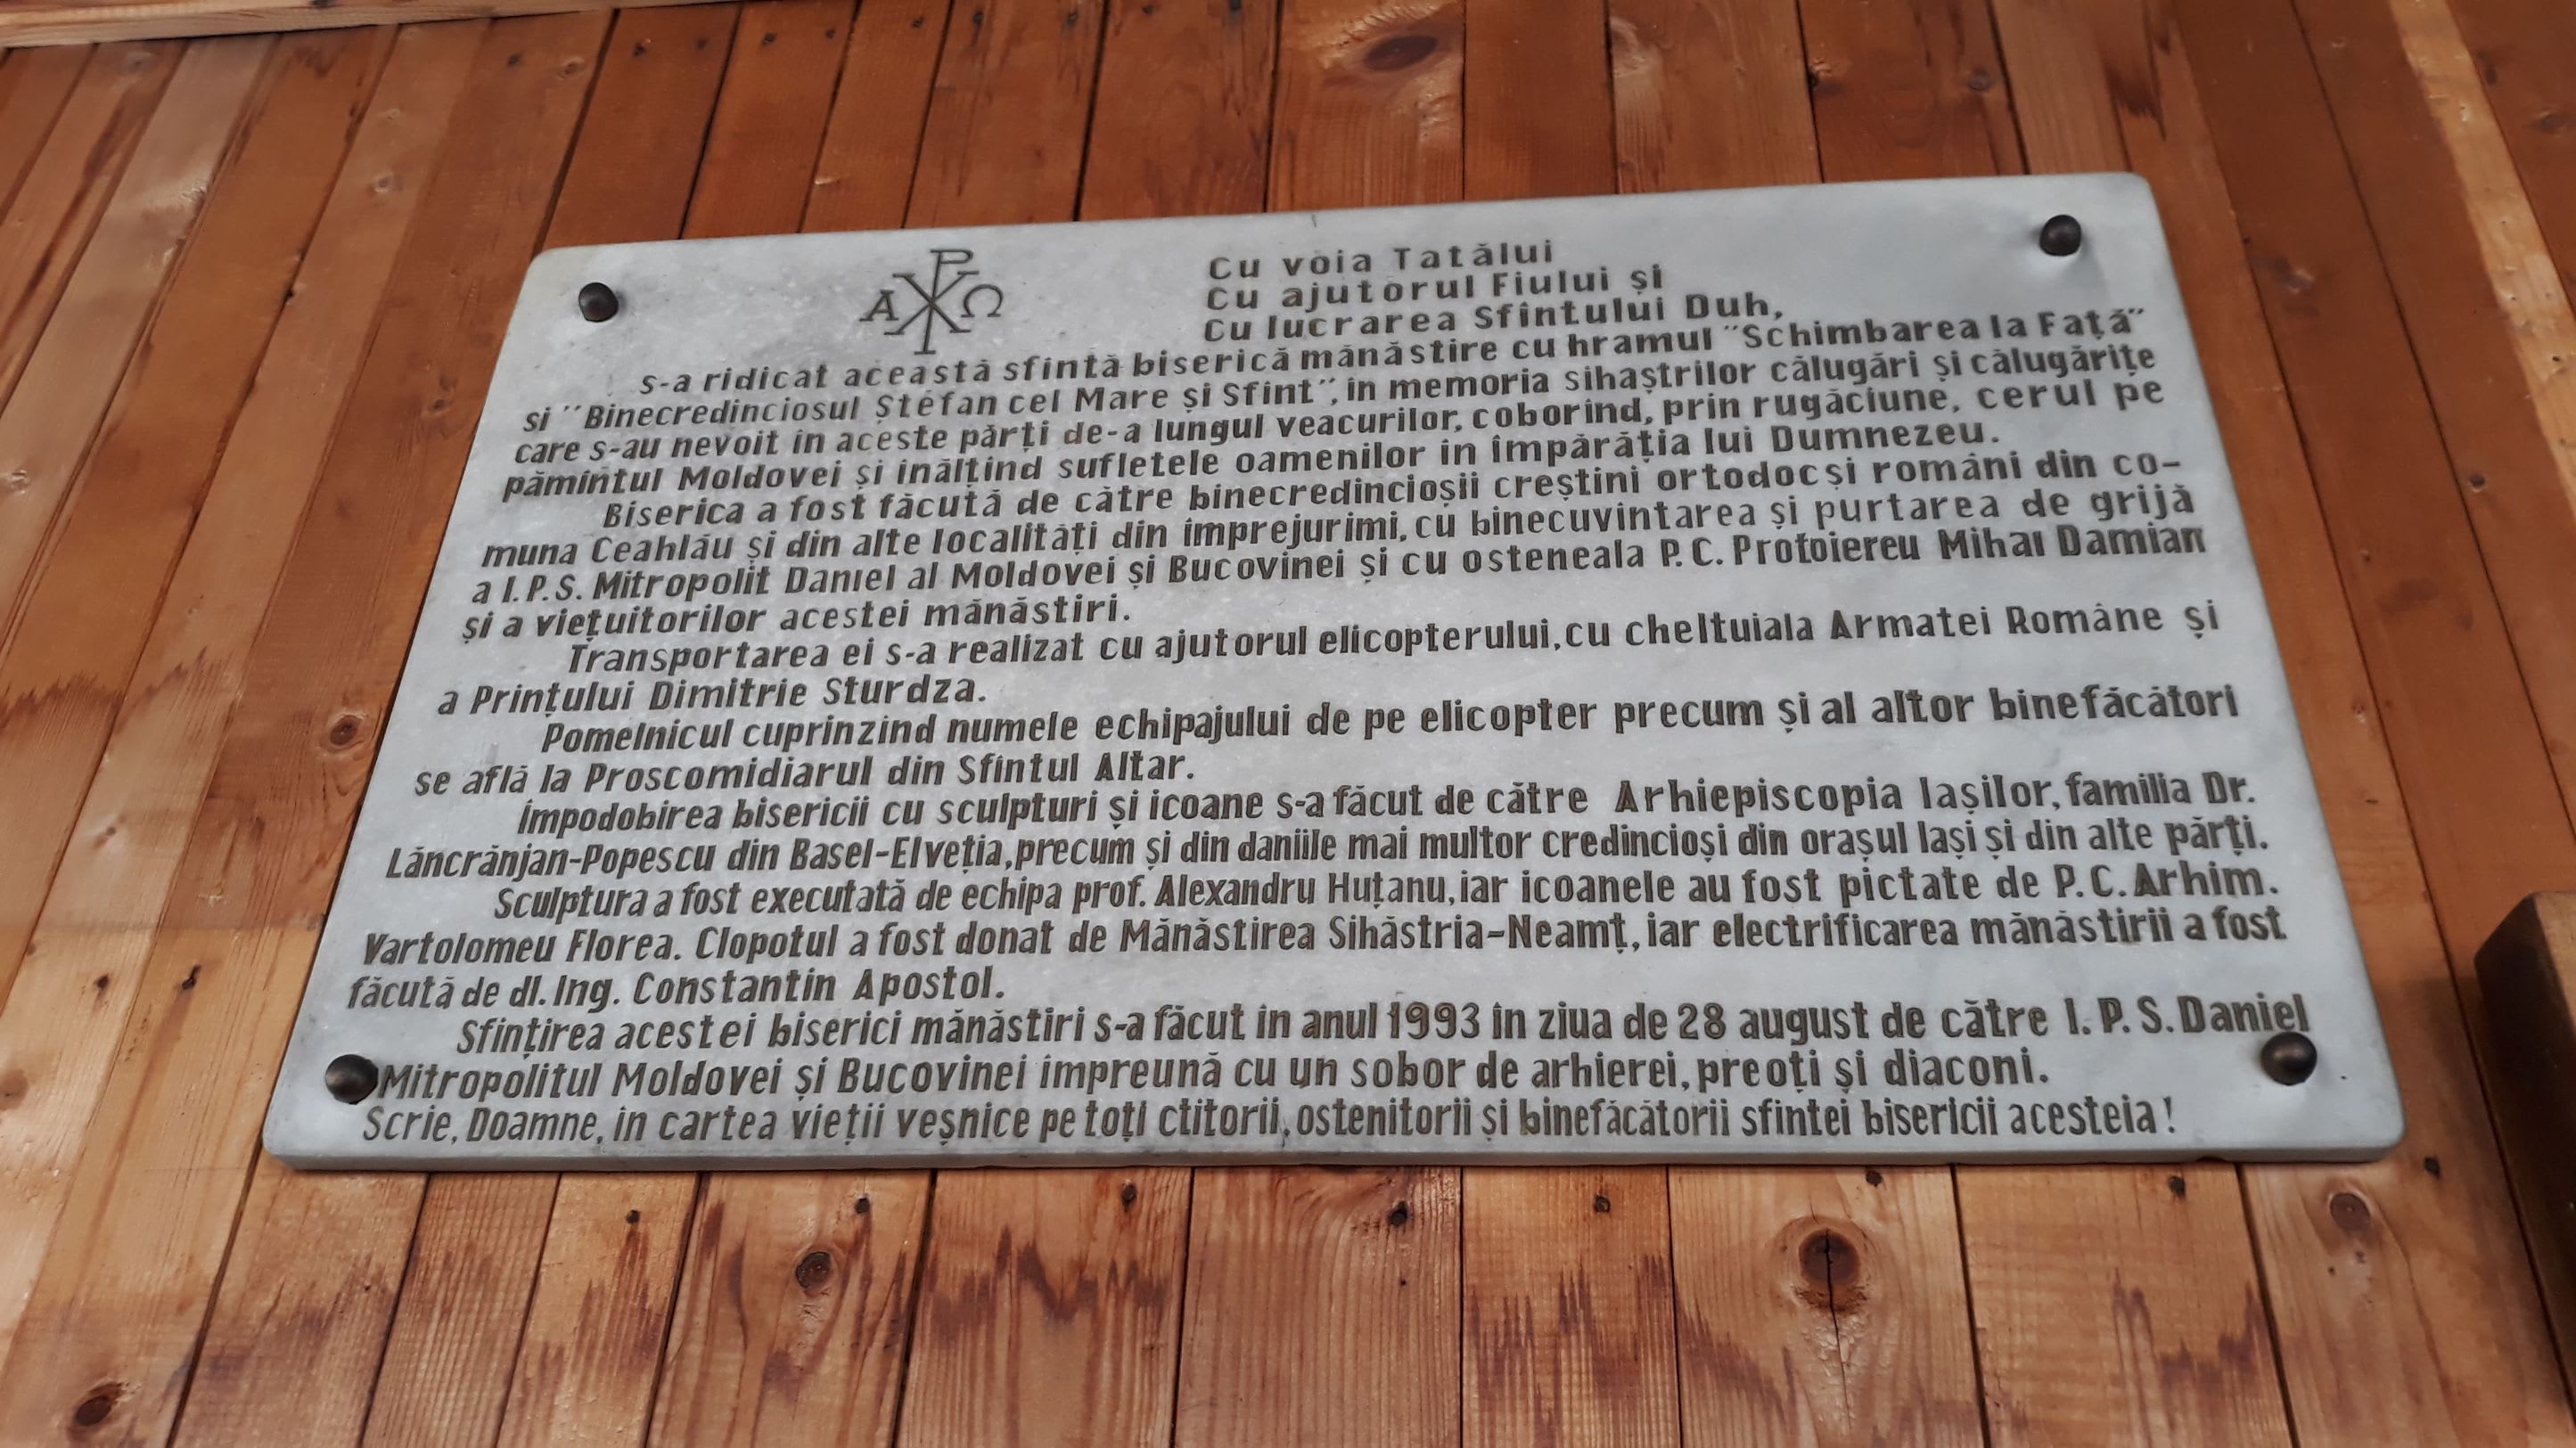 Α Ρ Ω
Cu voia Tatălui
Cu ajutorul Fiului și
Cu lucrarea Sfîntului Duh,
s-a ridicat această sfîntă biserică mănăstire cu hramul "Schimbarea la Față"
si "Binecredinciosul Ștefan cel Mare și Sfînt", în memoria sihaștrilor călugări și călugărițe
care s-au nevoit în aceste părți de-a lungul veacurilor, coborînd, prin rugăciune, cerul pe
pămîntul Moldovei și înălțînd sufletele oamenilor în împărăția lui Dumnezeu.
Biserica a fost făcută de către binecredincioșii creștini ortodocși români din co-
muna Ceahlău și din alte localități din împrejurimi, cu binecuvîntarea și purtarea de grijă
a I.P.S. Mitropolit Daniel al Moldovei și Bucovinei și cu osteneala P.C. Protoiereu Mihai Damian
și a viețuitorilor acestei mănăstiri.
Transportarea ei s-a realizat cu ajutorul elicopterului, cu cheltuiala Armatei Române și
a Prințului Dimitrie Sturdza.
Pomelnicul cuprinzînd numele echipajului de pe elicopter precum și al altor binefăcători
se află la Proscomidiarul din Sfîntul Altar.
Împodobirea bisericii cu sculpturi și icoane s-a făcut de către Arhiepiscopia Iașilor, familia Dr.
Lăncrănjan-Popescu din Basel-Elveția, precum și din daniile mai multor credincioși din orașul Iași și din alte părți.
Sculptura a fost executată de echipa prof. Alexandru Huțanu, iar icoanele au fost pictate de P.C. Arhim.
Vartolomeu Florea. Clopotul a fost donat de Mănăstirea Sihăstria-Neamț, iar electrificarea mănăstirii a fost
făcută de dl. Ing. Constantin Apostol.
Sfințirea acestei biserici mănăstiri s-a făcut în anul 1993 în ziua de 28 august de către I.P.S. Daniel
Mitropolitul Moldovei și Bucovinei împreună cu un sobor de arhierei, preoți și diaconi.
Scrie, Doamne, în cartea vieții veșnice pe toți ctitorii, ostenitorii și binefăcătorii sfintei bisericii acesteia!